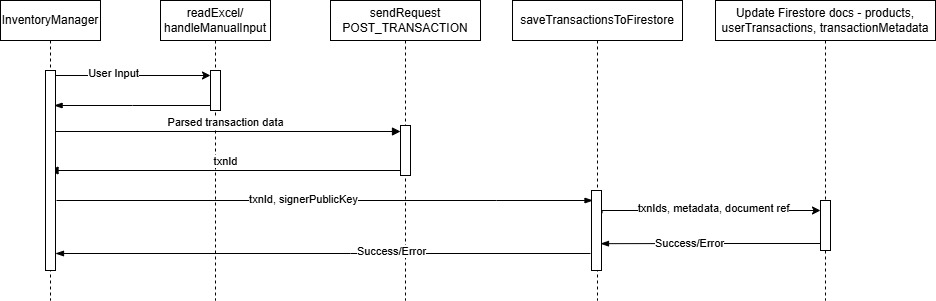 InventoryManager
readExcel/
handleManualInput
sendRequest
POST_TRANSACTION
saveTransactionsToFirestore
Update Firestore docs - products,
userTransactions, transactionMetadata
User Input
Parsed transaction data
txnId
txnId, signerPublicKey
txnIds, metadata, document ref
Success/Error
Success/Error